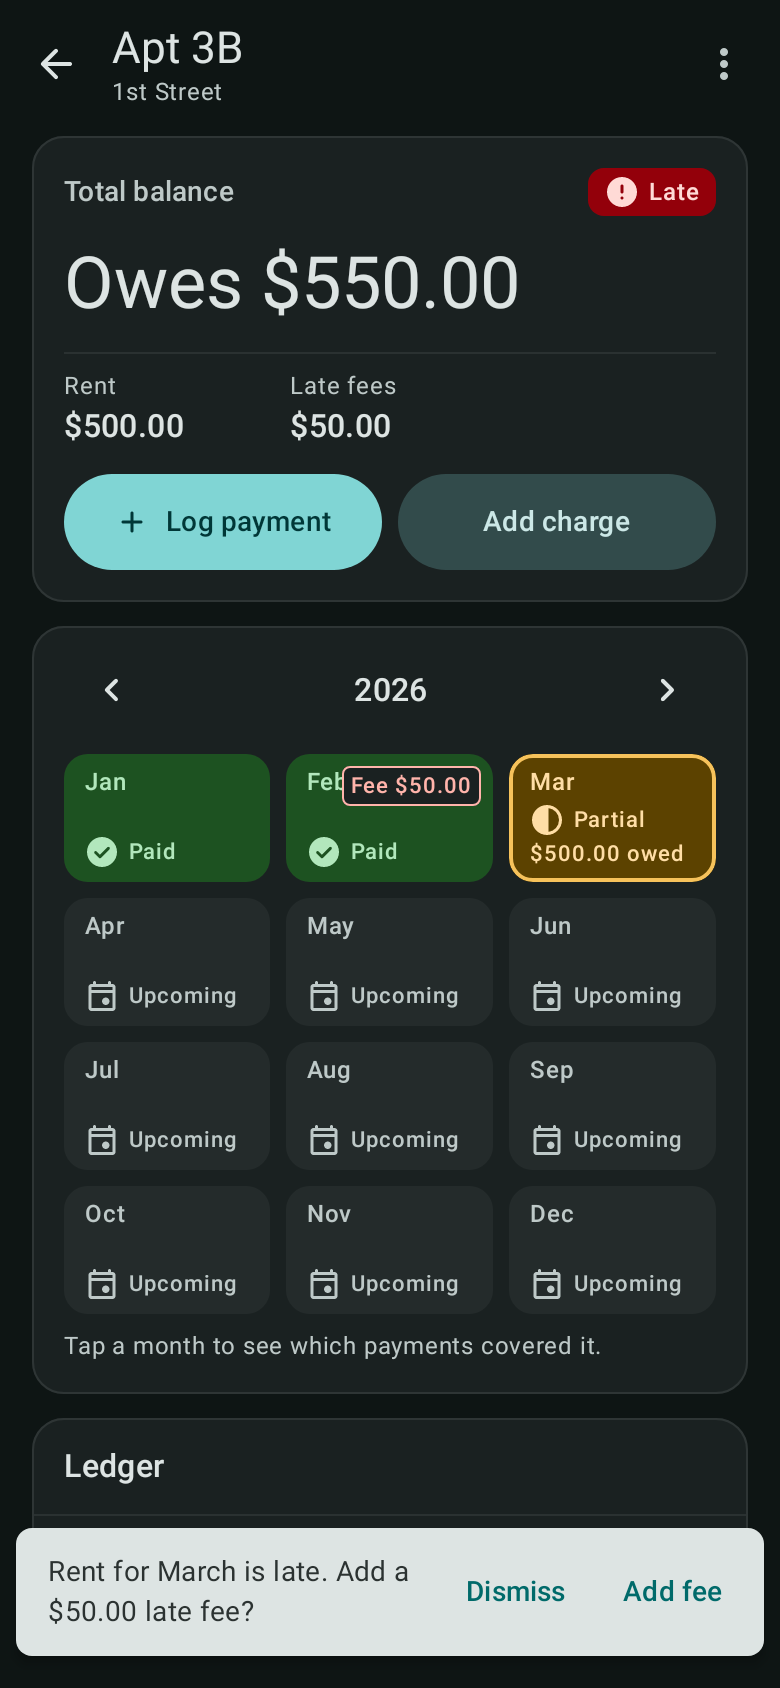 Apt 3B
1st Street
Total balance
Late
Owes $550.00
Rent
Late fees
$500.00
$50.00
Log payment
Add charge
2026
Jan
Paid
Feb
Fee $50.00
Paid
Mar
Partial
$500.00 owed
Apr
Upcoming
May
Upcoming
Jun
Upcoming
Jul
Upcoming
Aug
Upcoming
Sep
Upcoming
Oct
Upcoming
Nov
Upcoming
Dec
Upcoming
Tap a month to see which payments covered it.
Ledger
Rent for March is late. Add a
$50.00 late fee?
Dismiss
Add fee